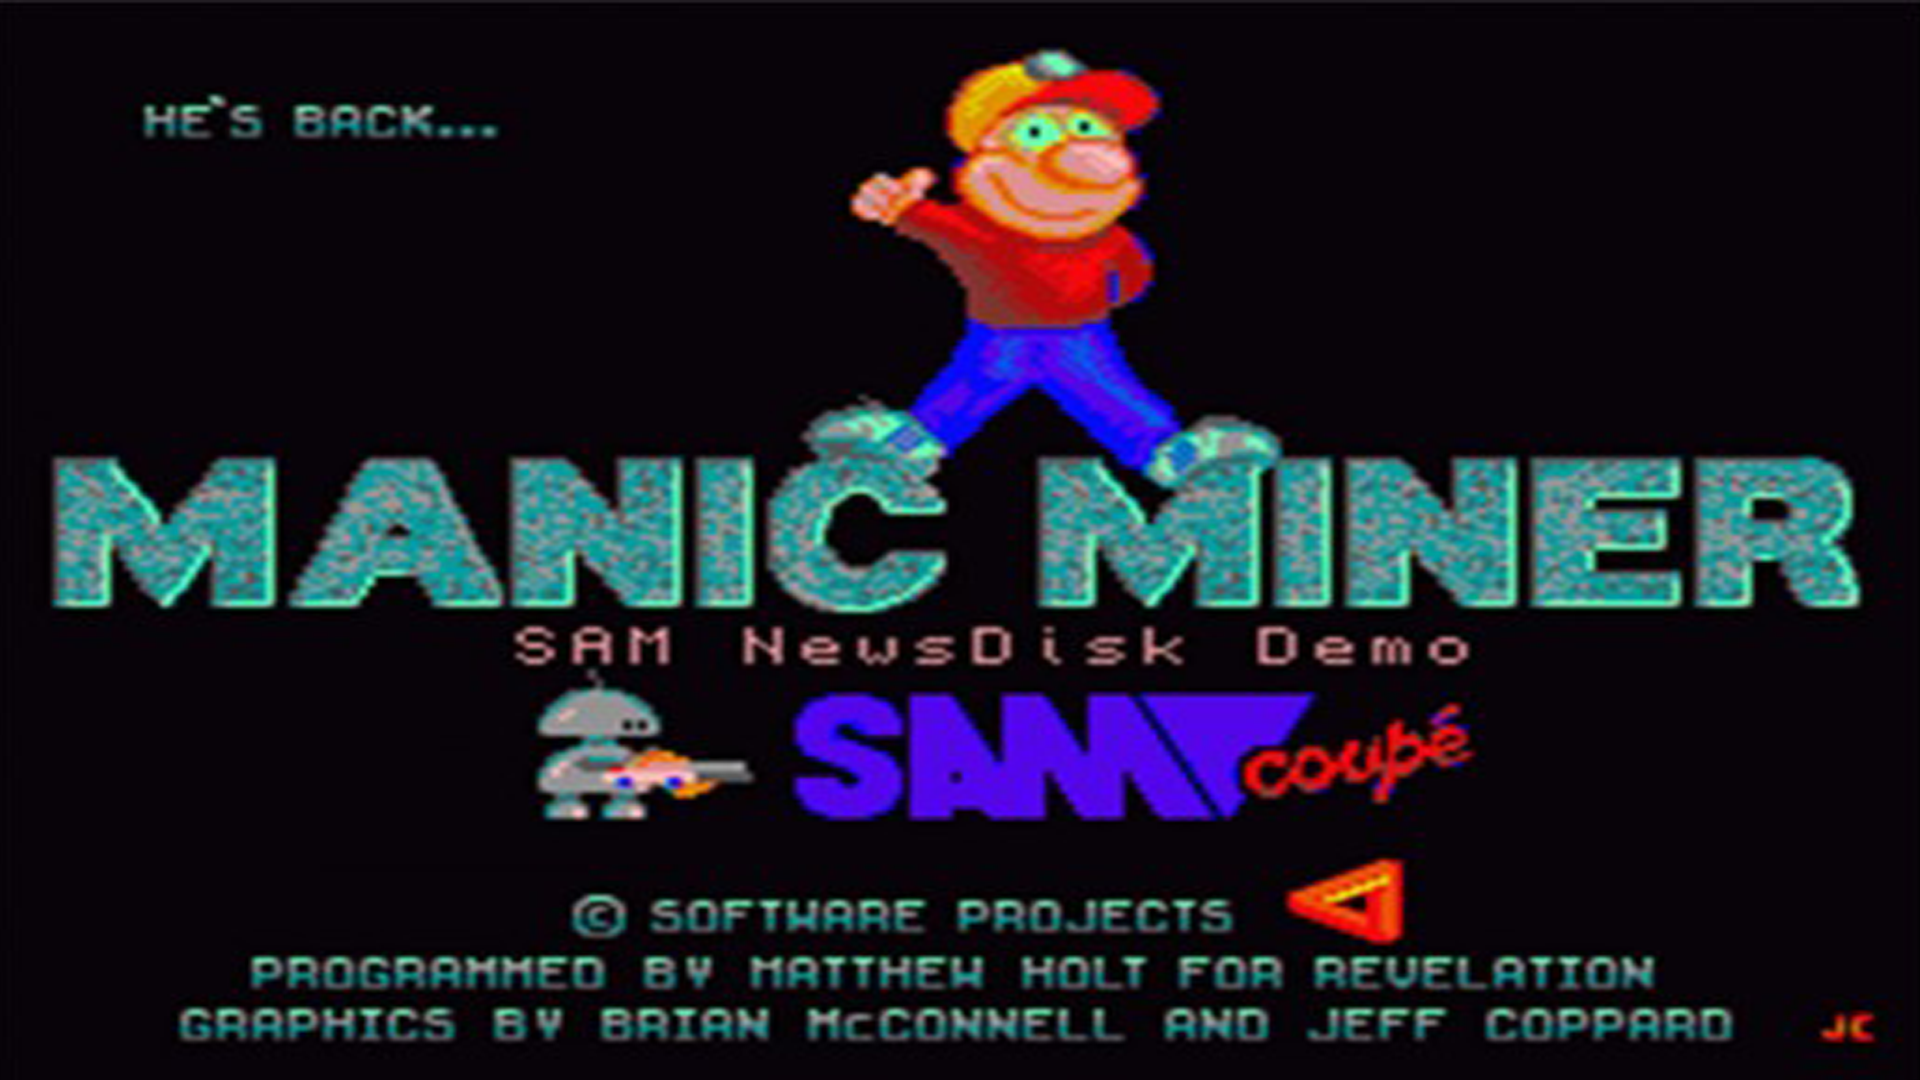 HE'S BACK...
MANIC MINER
SAM NewsDisk Demo
SAM coupé
© SOFTWARE PROJECTS
PROGRAMMED BY MATTHEW HOLT FOR REVELATION
GRAPHICS BY BRIAN McCONNELL AND JEFF COPPARD
JC